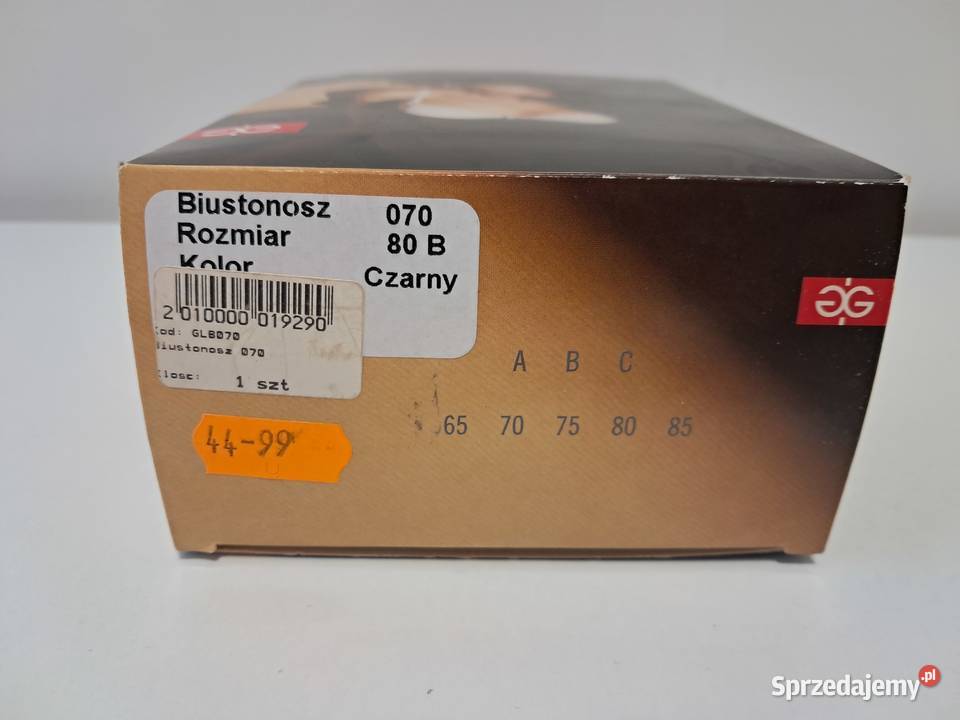 Biustonosz 070
Rozmiar 80 B
Kolor Czarny
2 010000 019290
kod: GLB070
Biustonosz 070
Ilosc: 1 szt
44-99
A B C
65 70 75 80 85
Sprzedajemy.pl